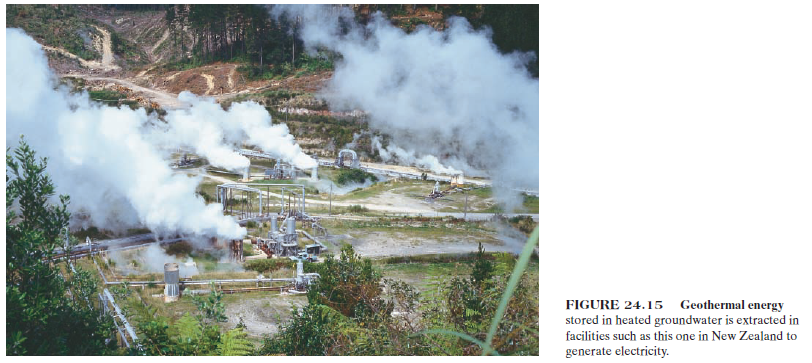 FIGURE 24.15 Geothermal energy
stored in heated groundwater is extracted in
facilities such as this one in New Zealand to
generate electricity.